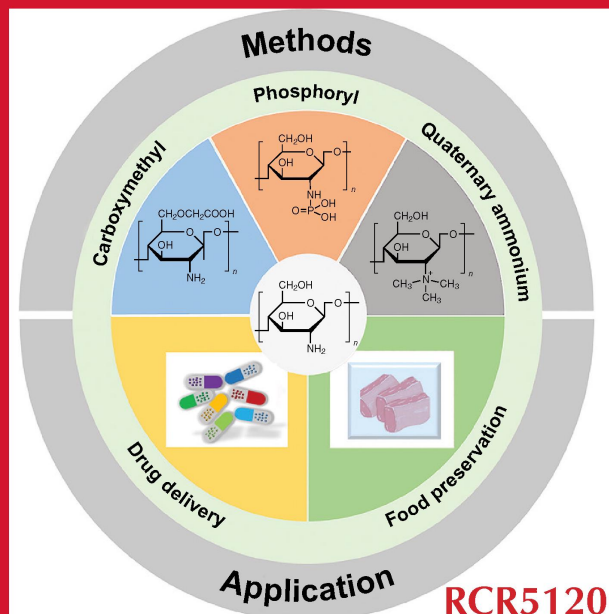 Methods
Phosphoryl
Carboxymethyl
Quaternary ammonium
CH₂OH
O
O
OH
NH
O=P
OH
OH
n
CH₂OCH₂COOH
O
O
OH
NH₂
n
CH₂OH
O
O
OH
N⁺
CH₃
CH₃
CH₃
n
CH₂OH
O
O
OH
NH₂
n
Drug delivery
Food preservation
Application
RCR5120